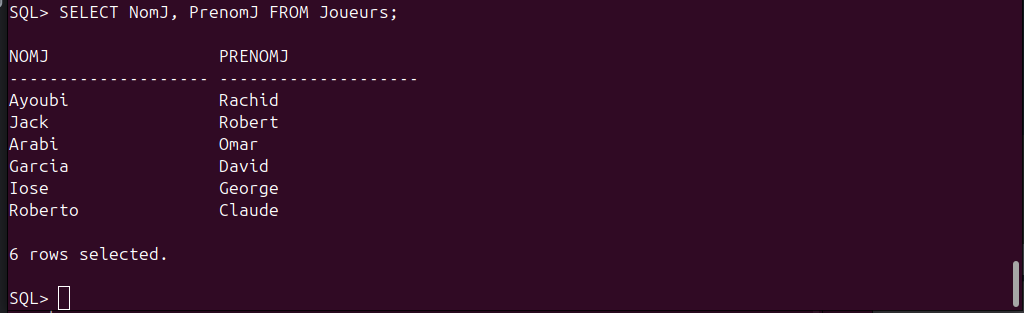 SQL> SELECT NomJ, PrenomJ FROM Joueurs;
NOMJ                 PRENOMJ
-------------------- --------------------
Ayoubi               Rachid
Jack                 Robert
Arabi                Omar
Garcia               David
Iose                 George
Roberto              Claude
6 rows selected.
SQL>